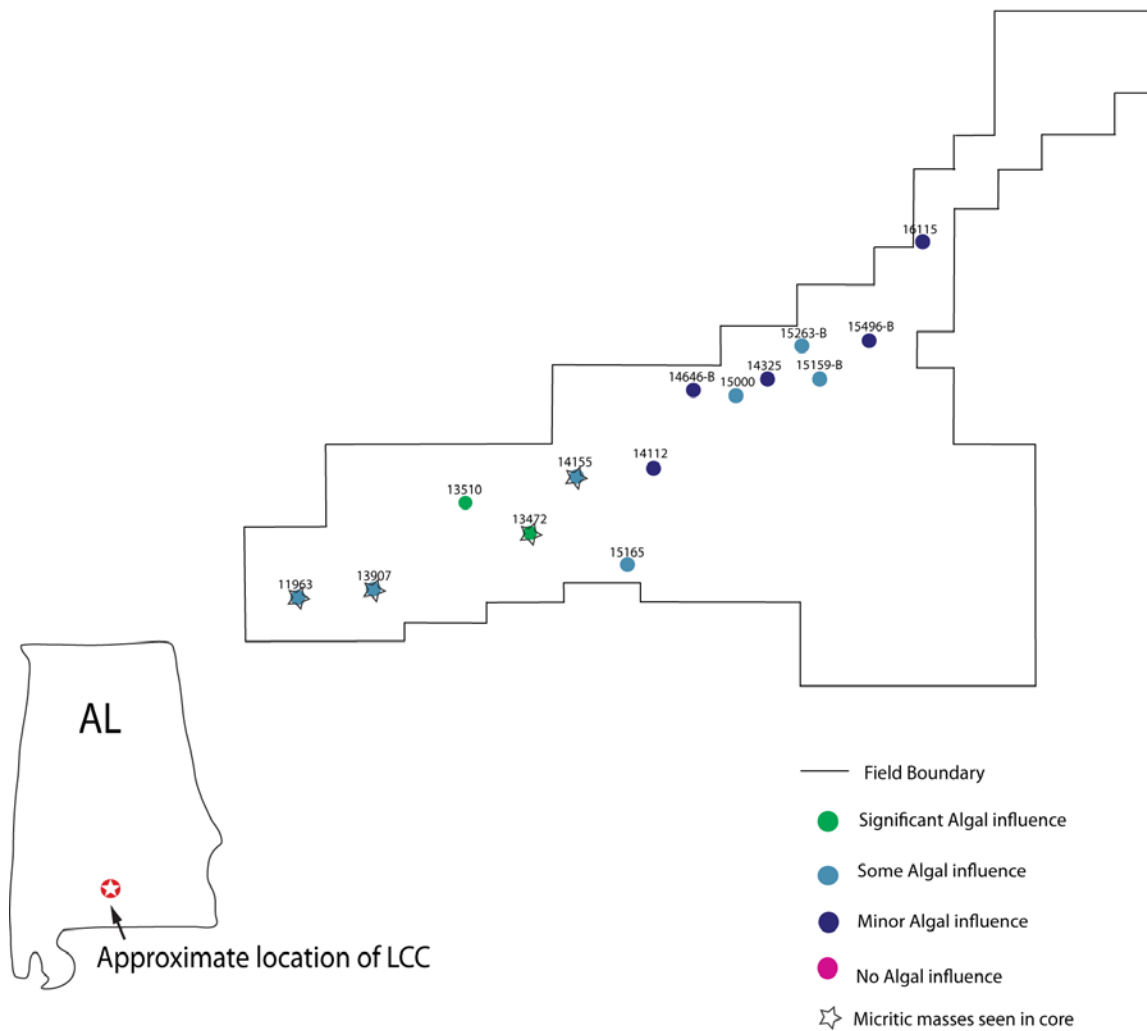 16115
15263-B
15496-B
14646-B
15000
14325
15159-B
14155
14112
13510
13472
15165
11963
13907
AL
Approximate location of LCC
Field Boundary
Significant Algal influence
Some Algal influence
Minor Algal influence
No Algal influence
Micritic masses seen in core